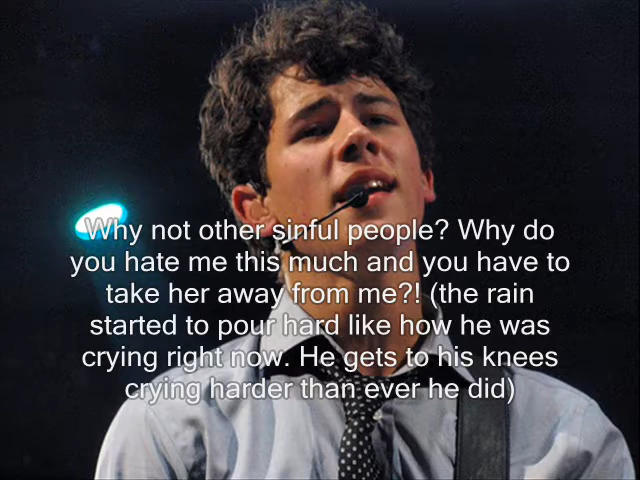 Why not other sinful people? Why do
you hate me this much and you have to
take her away from me?! (the rain
started to pour hard like how he was
crying right now. He gets to his knees
crying harder than ever he did)